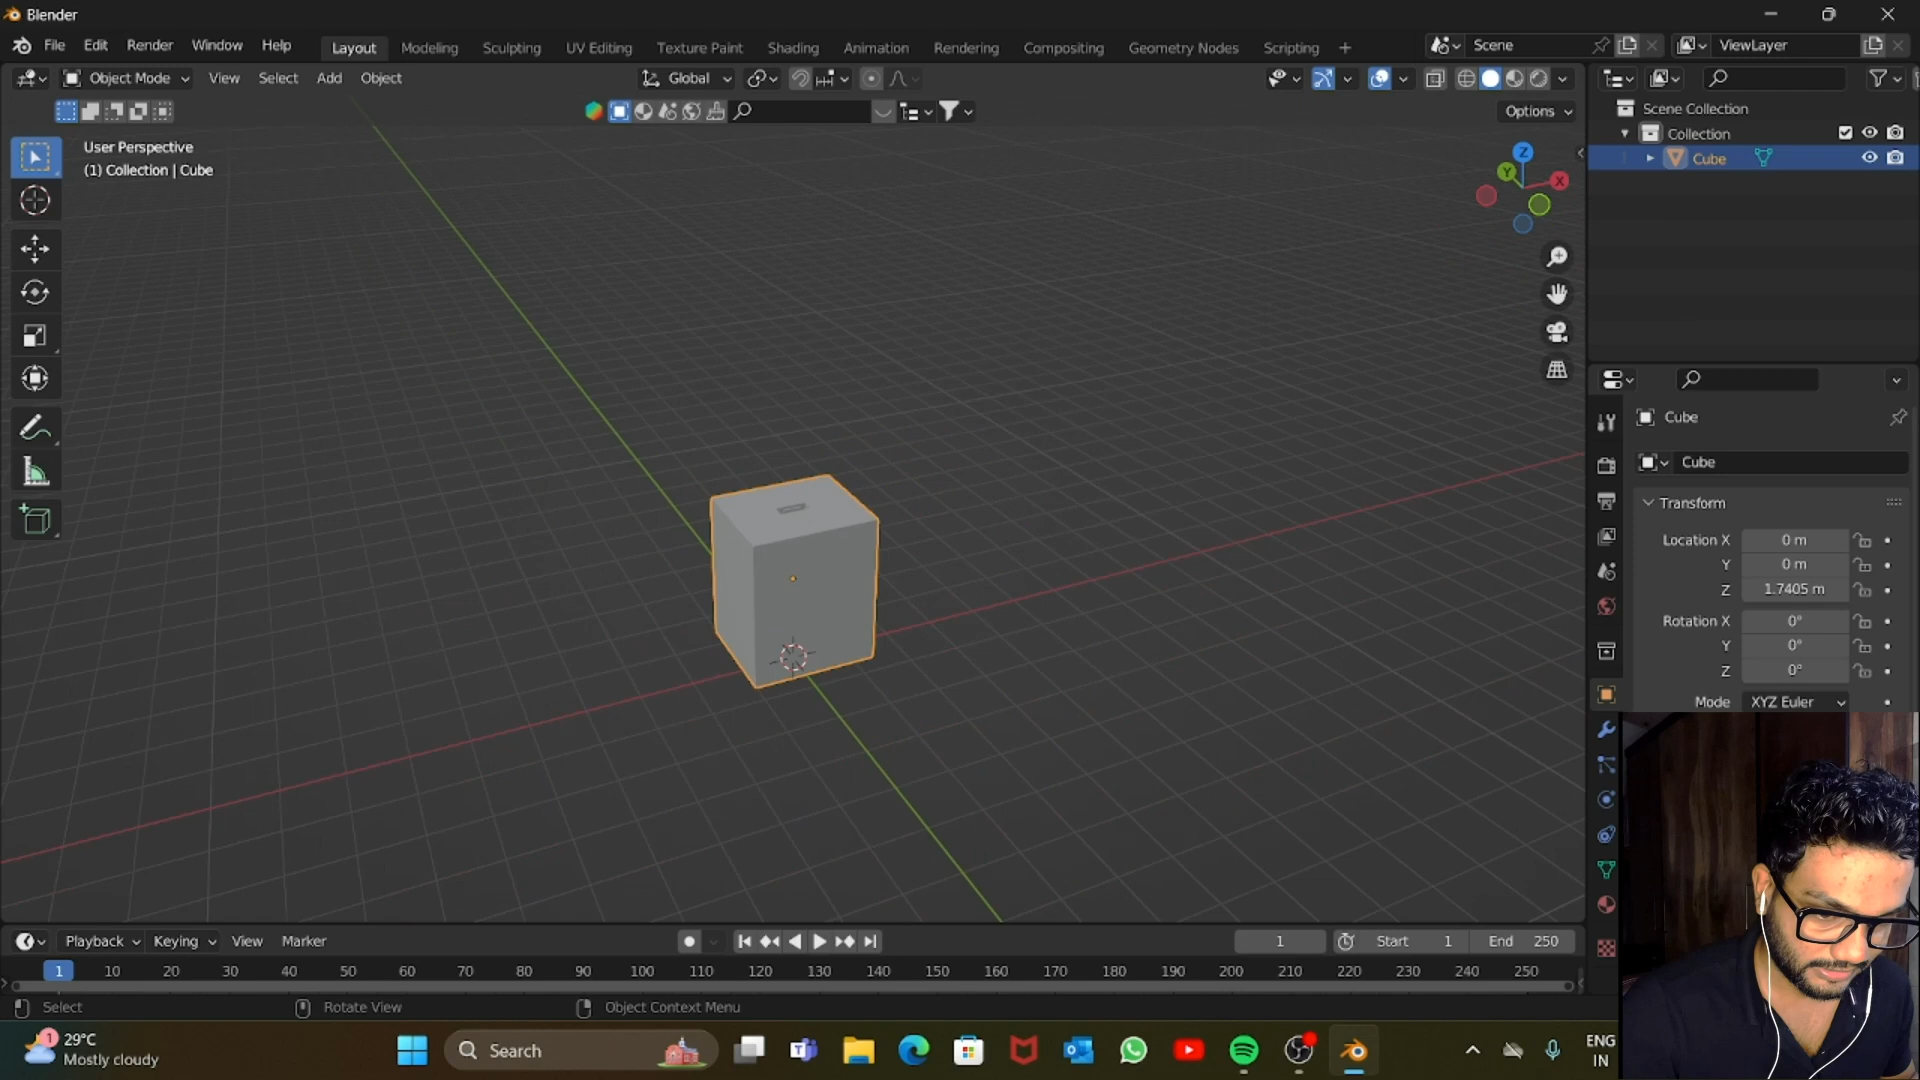 Blender
File Edit Render Window Help Layout Modeling Sculpting UV Editing Texture Paint Shading Animation Rendering Compositing Geometry Nodes Scripting + Scene ViewLayer
Object Mode View Select Add Object Global
Options
User Perspective
(1) Collection | Cube
Z
Y
X
Scene Collection
Collection
Cube
Cube
Cube
Transform
Location X 0 m
Y 0 m
Z 1.7405 m
Rotation X 0°
Y 0°
Z 0°
Mode XYZ Euler
Playback Keying View Marker 1 Start 1 End 250
1 10 20 30 40 50 60 70 80 90 100 110 120 130 140 150 160 170 180 190 200 210 220 230 240 250
Select Rotate View Object Context Menu
1
29°C
Mostly cloudy
Search
ENG
IN